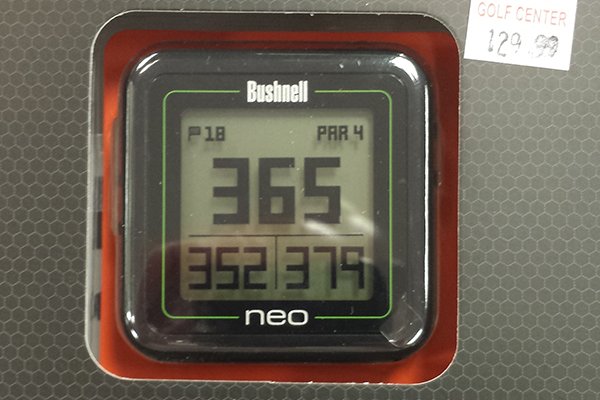 GOLF CENTER
129.99
Bushnell
18 PAR 4
365
352 379
neo